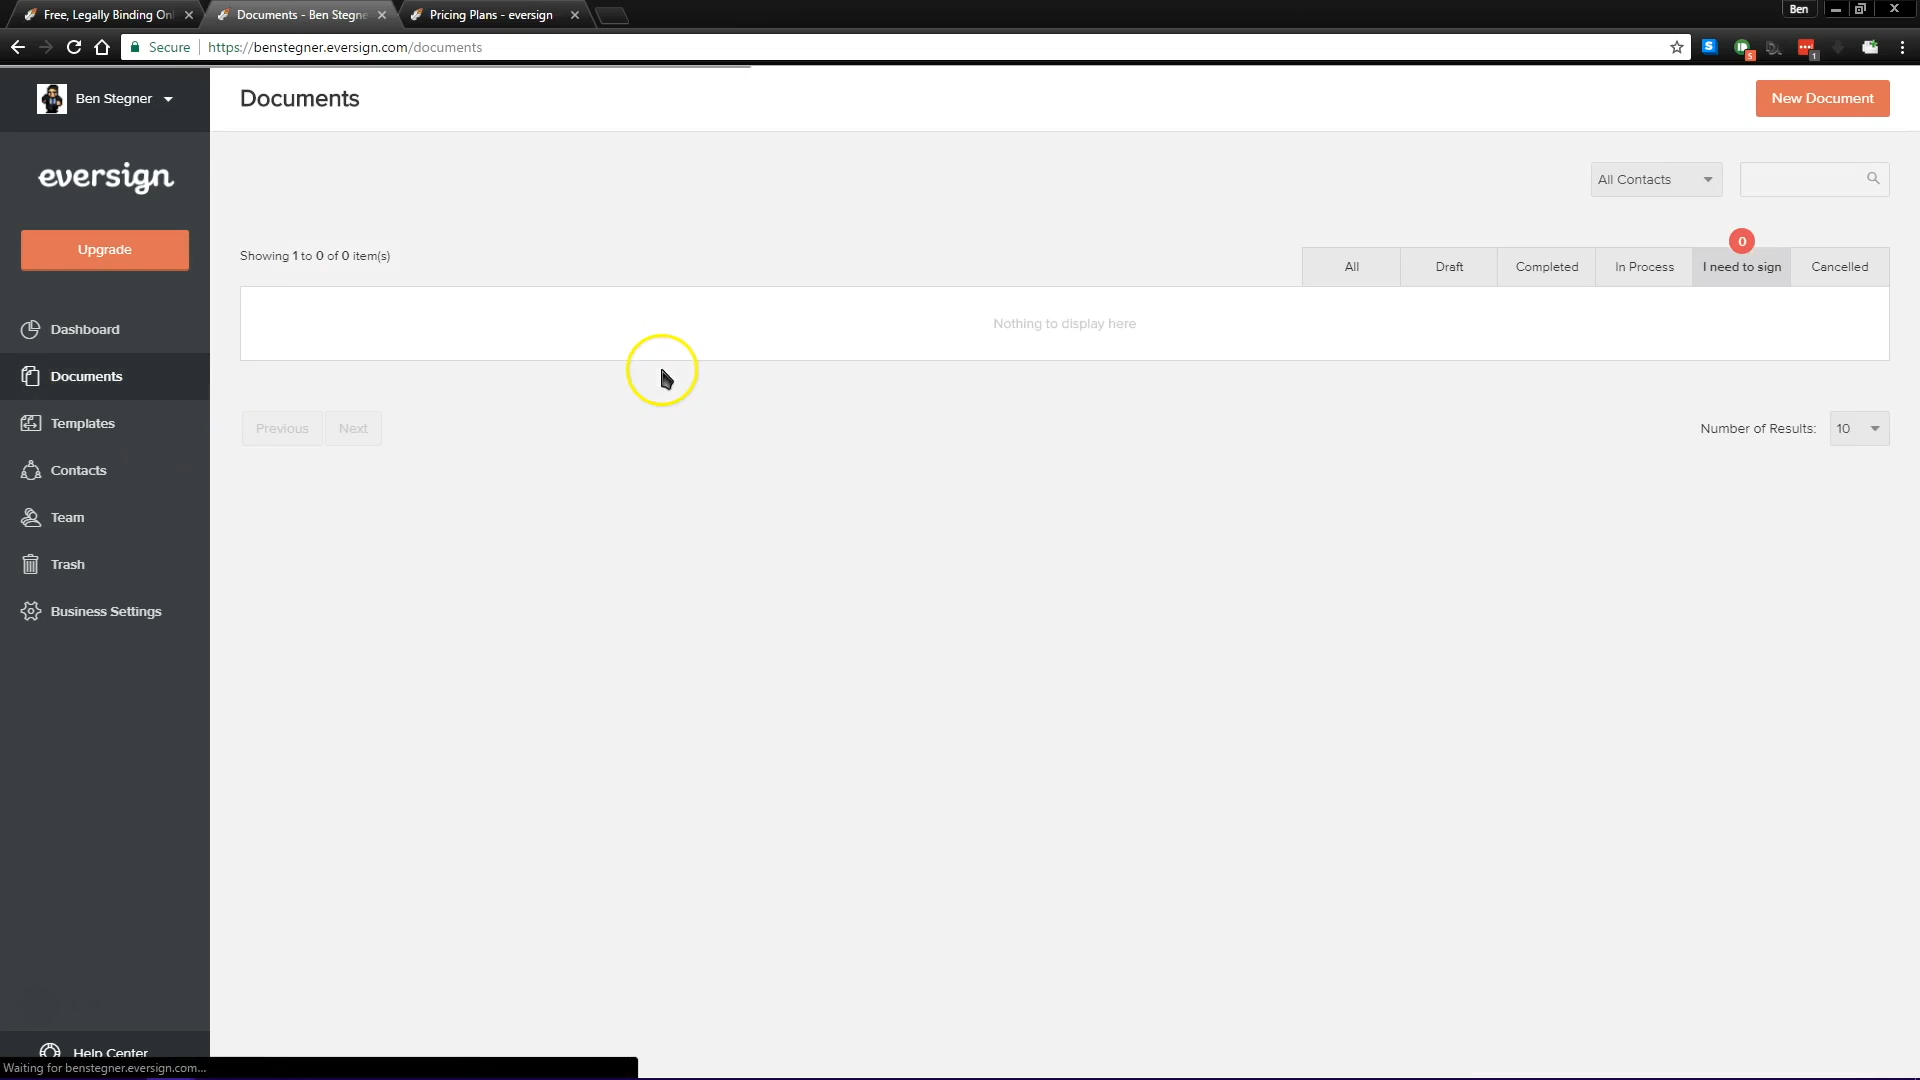 Free, Legally Binding Onl
Documents - Ben Stegne
Pricing Plans - eversign
Ben
Secure
https://benstegner.eversign.com/documents
S
5
1
Ben Stegner
Documents
New Document
eversign
All Contacts
Upgrade
Showing 1 to 0 of 0 item(s)
All
Draft
Completed
In Process
0
I need to sign
Cancelled
Nothing to display here
Dashboard
Documents
Templates
Contacts
Team
Trash
Business Settings
Previous
Next
Number of Results:
10
Help Center
Waiting for benstegner.eversign.com...